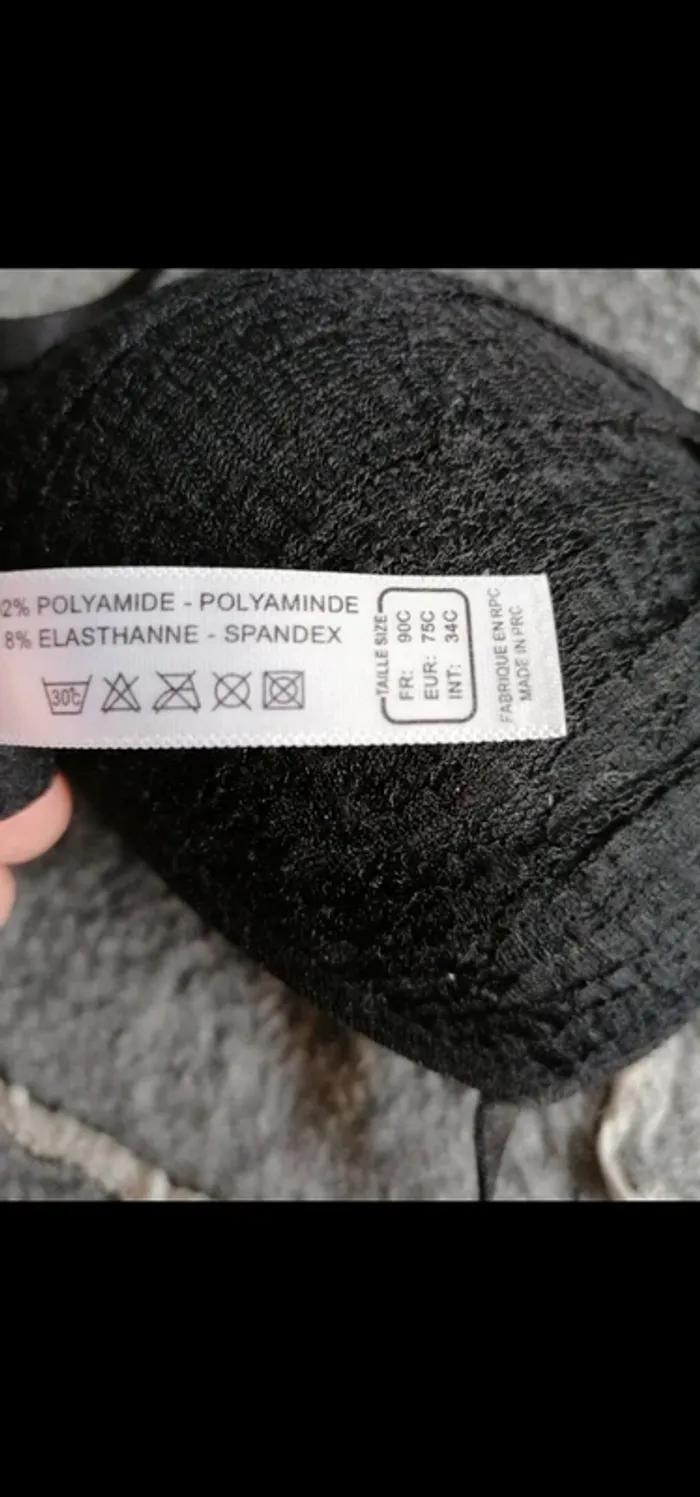 2% POLYAMIDE - POLYAMINDE
8% ELASTHANNE - SPANDEX
30℃
TAILLE SIZE
FR: 90C
EUR: 75C
INT: 34C
FABRIQUE EN RPC
MADE IN PRC